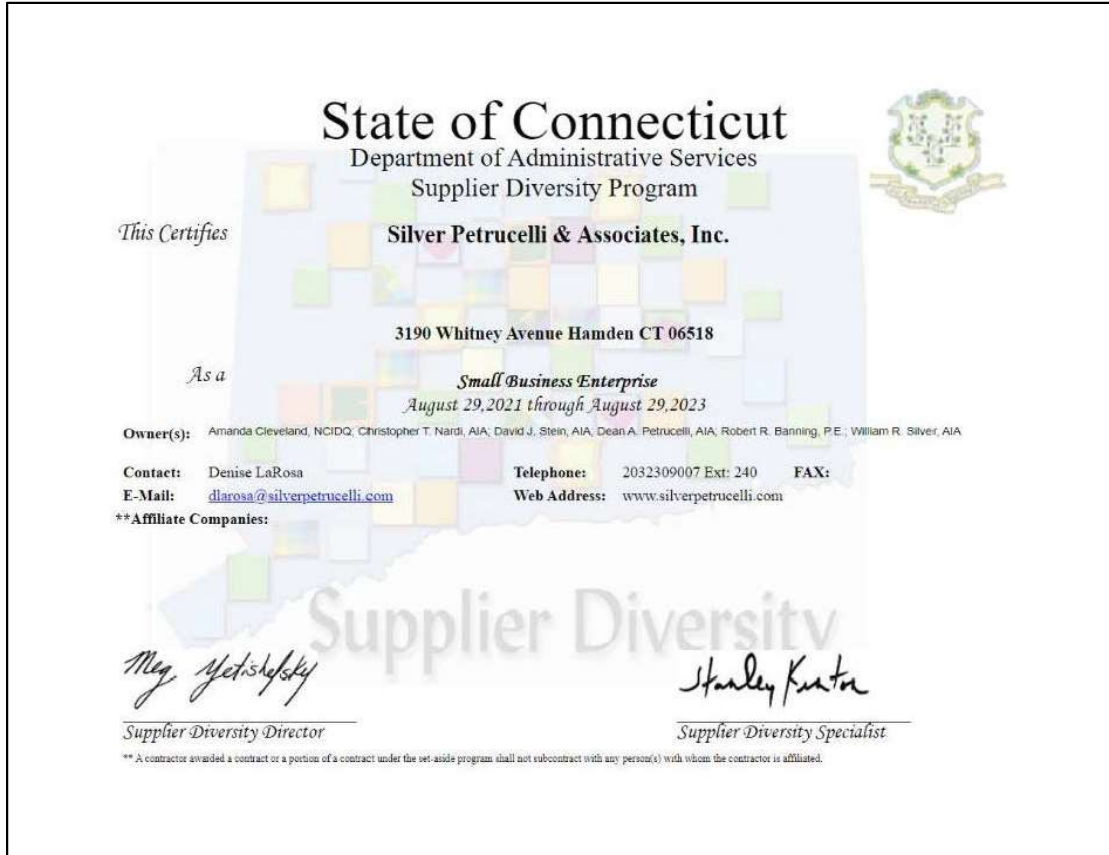 State of Connecticut
Department of Administrative Services
Supplier Diversity Program
This Certifies
Silver Petrucelli & Associates, Inc.
3190 Whitney Avenue Hamden CT 06518
As a
Small Business Enterprise
August 29,2021 through August 29,2023
Owner(s): Amanda Cleveland, NCIDQ; Christopher T. Nardi, AIA; David J. Stein, AIA; Dean A. Petrucelli, AIA; Robert R. Banning, P.E.; William R. Silver, AIA
Contact: Denise LaRosa Telephone: 2032309007 Ext: 240 FAX:
E-Mail: dlarosa@silverpetrucelli.com Web Address: www.silverpetrucelli.com
**Affiliate Companies:
Supplier Diversity
Meg Yetishefsky Stanley Kenton
Supplier Diversity Director Supplier Diversity Specialist
** A contractor awarded a contract or a portion of a contract under the set-aside program shall not subcontract with any person(s) with whom the contractor is affiliated.